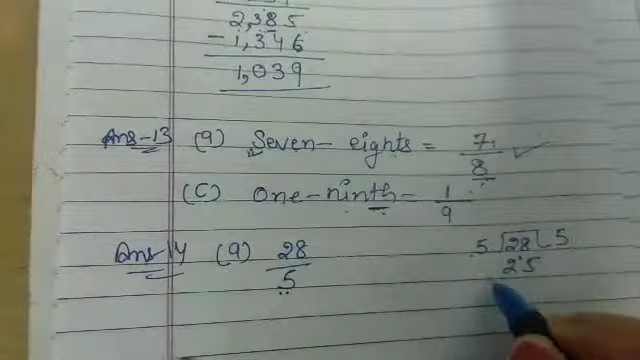 2,385
- 1,346
1,039
Ans-13 (a) Seven- eights = 7/8 ✓
(C) One-ninth- 1/9
Ans 14 (a) 28/5 5 28 5
25